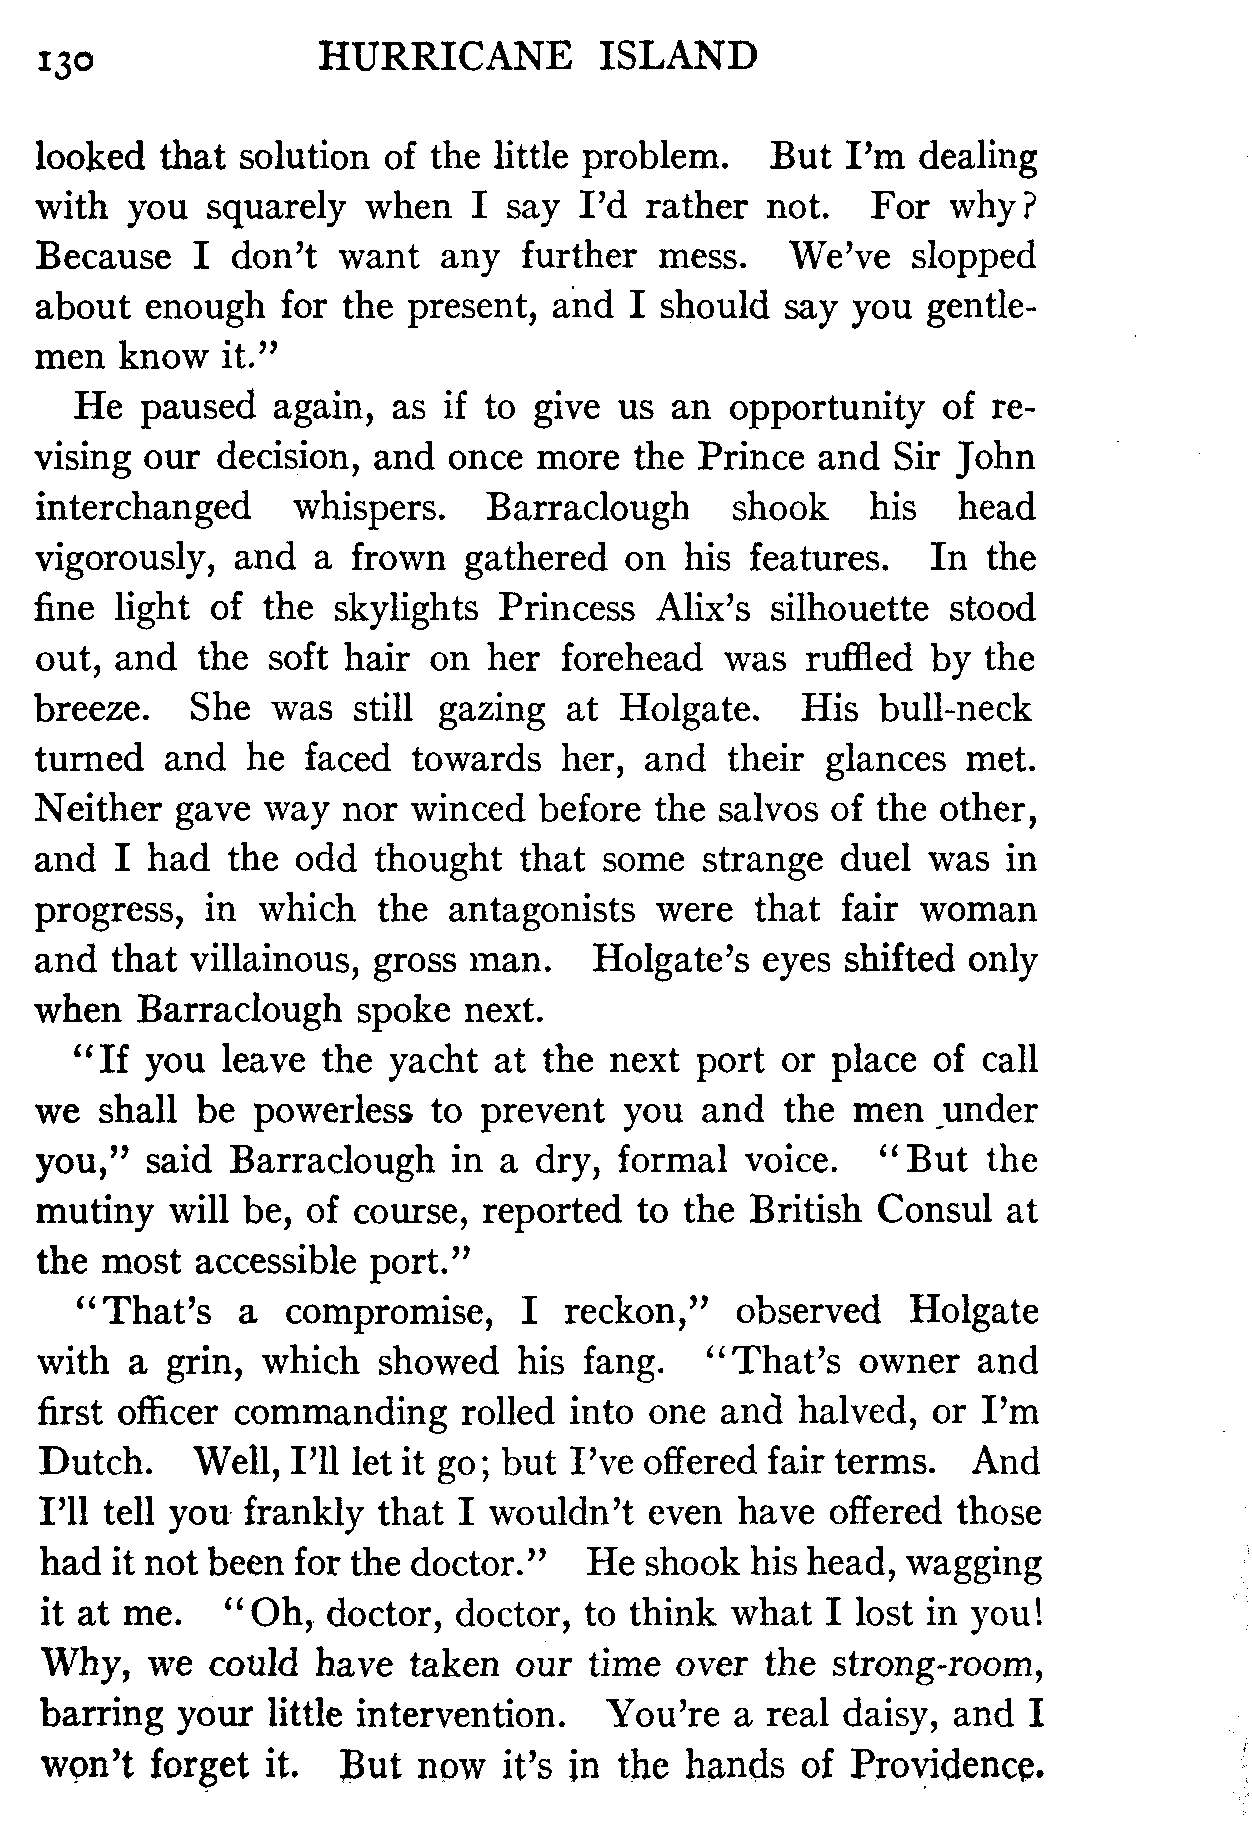 130 HURRICANE ISLAND
looked that solution of the little problem. But I'm dealing
with you squarely when I say I'd rather not. For why?
Because I don't want any further mess. We've slopped
about enough for the present, and I should say you gentle-
men know it."
He paused again, as if to give us an opportunity of re-
vising our decision, and once more the Prince and Sir John
interchanged whispers. Barraclough shook his head
vigorously, and a frown gathered on his features. In the
fine light of the skylights Princess Alix's silhouette stood
out, and the soft hair on her forehead was ruffled by the
breeze. She was still gazing at Holgate. His bull-neck
turned and he faced towards her, and their glances met.
Neither gave way nor winced before the salvos of the other,
and I had the odd thought that some strange duel was in
progress, in which the antagonists were that fair woman
and that villainous, gross man. Holgate's eyes shifted only
when Barraclough spoke next.
"If you leave the yacht at the next port or place of call
we shall be powerless to prevent you and the men under
you," said Barraclough in a dry, formal voice. "But the
mutiny will be, of course, reported to the British Consul at
the most accessible port."
"That's a compromise, I reckon," observed Holgate
with a grin, which showed his fang. "That's owner and
first officer commanding rolled into one and halved, or I'm
Dutch. Well, I'll let it go; but I've offered fair terms. And
I'll tell you frankly that I wouldn't even have offered those
had it not been for the doctor." He shook his head, wagging
it at me. "Oh, doctor, doctor, to think what I lost in you!
Why, we could have taken our time over the strong-room,
barring your little intervention. You're a real daisy, and I
won't forget it. But now it's in the hands of Providence.